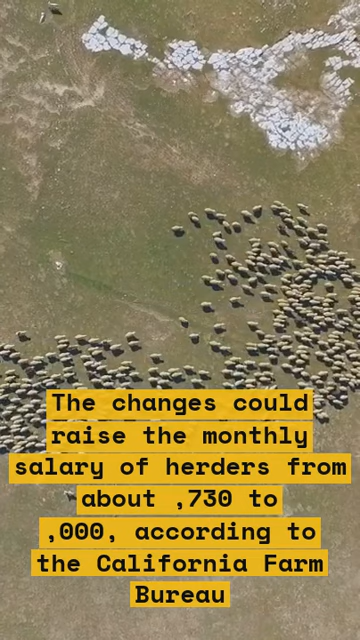 The changes could
raise the monthly
salary of herders from
about ,730 to
,000, according to
the California Farm
Bureau